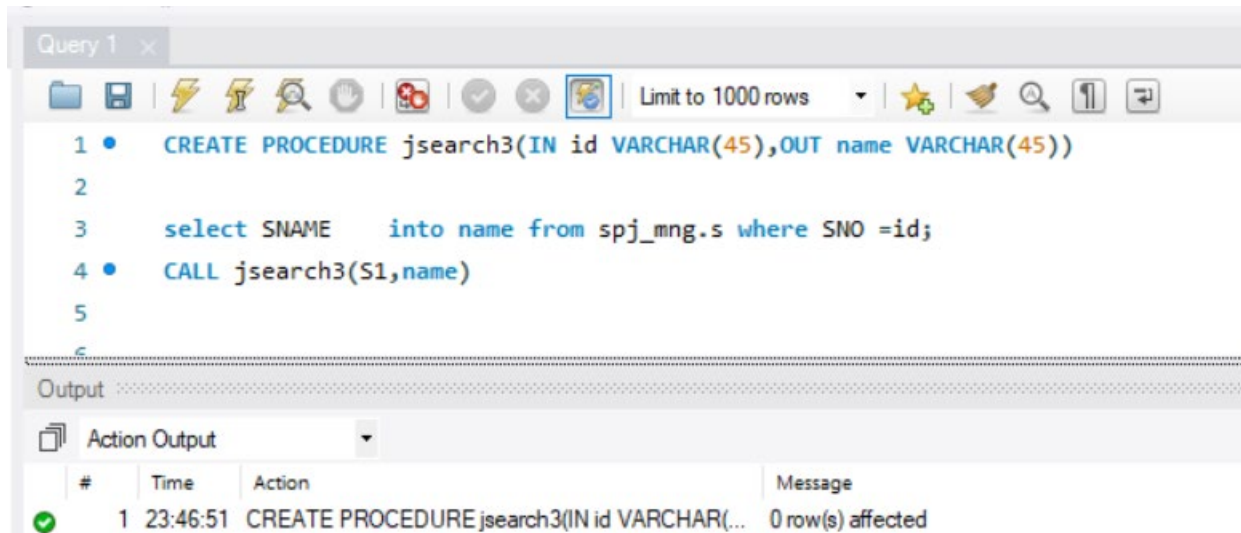 Query 1 ×
Limit to 1000 rows
1 CREATE PROCEDURE jsearch3(IN id VARCHAR(45),OUT name VARCHAR(45))
2
3 select SNAME    into name from spj_mng.s where SNO =id;
4 CALL jsearch3(S1,name)
5
6
Output
Action Output
# Time Action Message
1 23:46:51 CREATE PROCEDURE jsearch3(IN id VARCHAR(... 0 row(s) affected